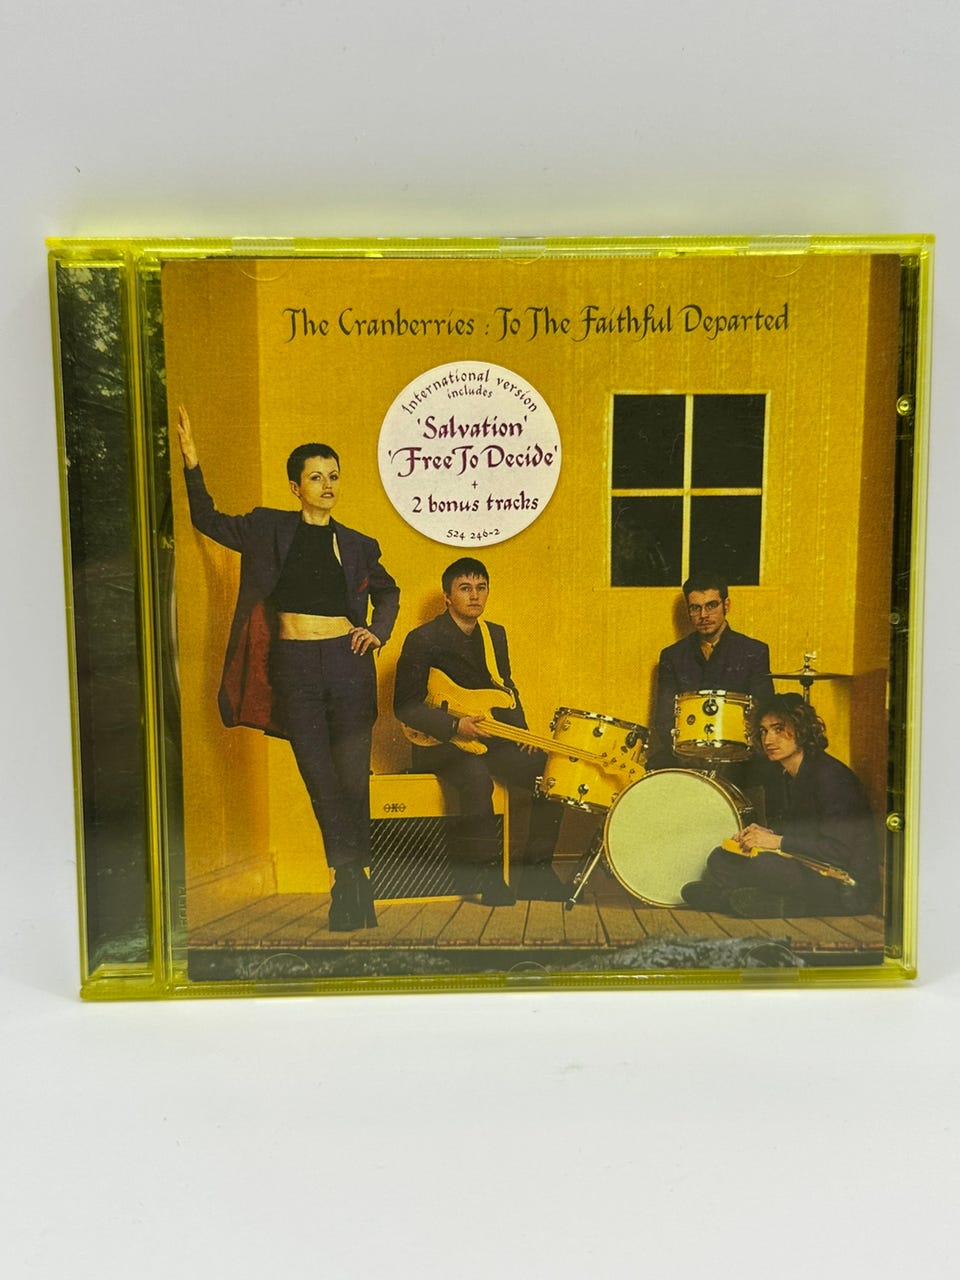 The Cranberries : To The Faithful Departed
International version
includes
'Salvation'
'Free To Decide'
+
2 bonus tracks
524 246-2